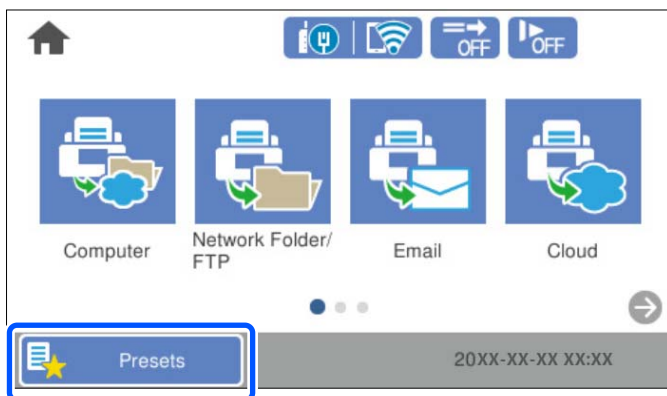 OFF
OFF
Computer
Network Folder/
FTP
Email
Cloud
Presets
20XX-XX-XX XX:XX